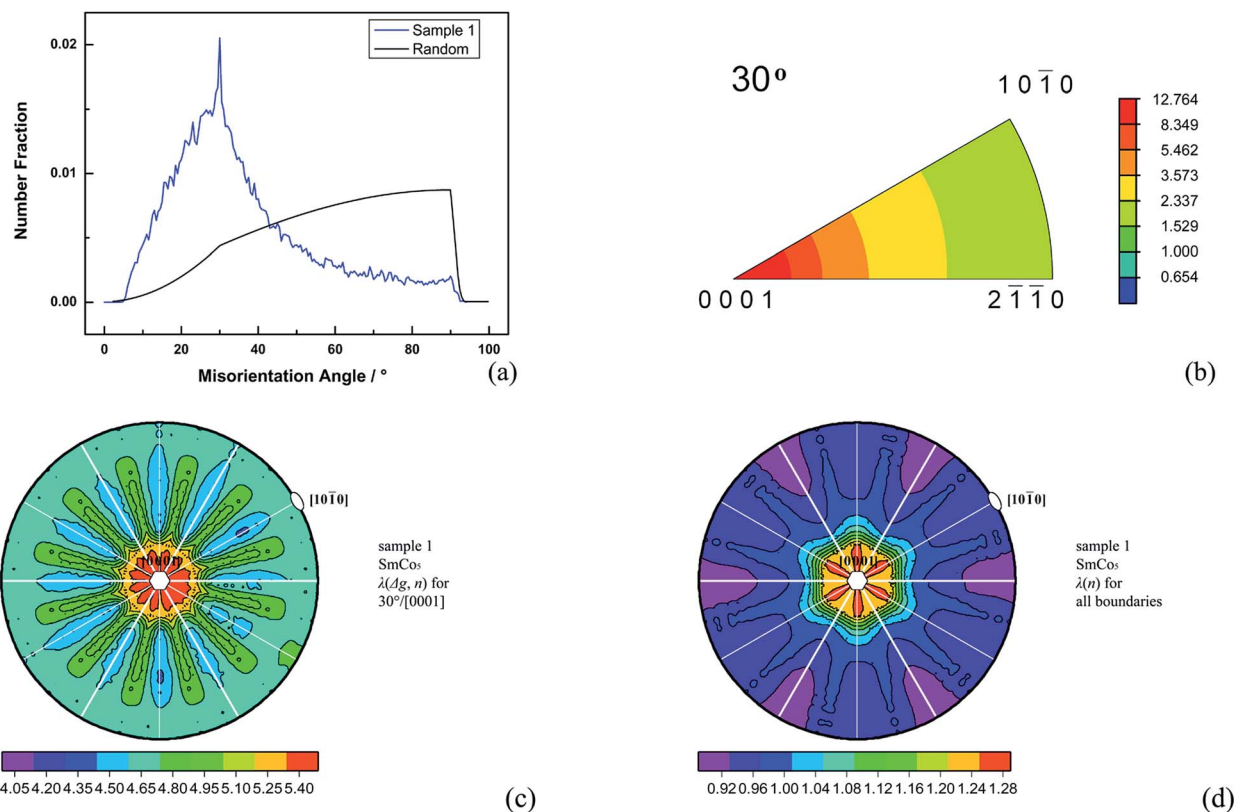 Sample 1
Random
0.02
0.01
0.00
Number Fraction
0 20 40 60 80 100
Misorientation Angle / °
(a)
30°
1 0 1̅ 0
0 0 0 1
2 1̅ 1̅ 0
12.764
8.349
5.462
3.573
2.337
1.529
1.000
0.654
(b)
[0001]
[101̅0]
sample 1
SmCo₅
λ(Δg, n) for
30°/[0001]
4.05 4.20 4.35 4.50 4.65 4.80 4.95 5.10 5.25 5.40
(c)
[0001]
[101̅0]
sample 1
SmCo₅
λ(n) for
all boundaries
0.92 0.96 1.00 1.04 1.08 1.12 1.16 1.20 1.24 1.28
(d)